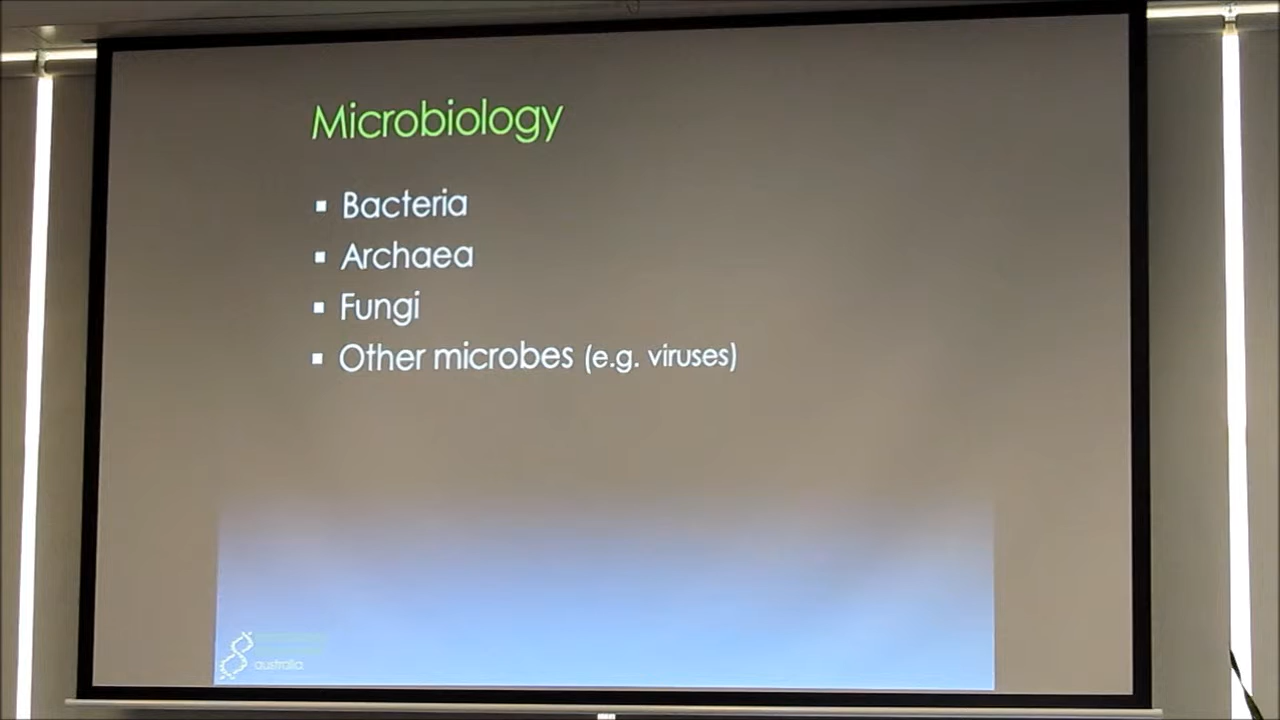 Microbiology
▪ Bacteria
▪ Archaea
▪ Fungi
▪ Other microbes (e.g. viruses)
australia